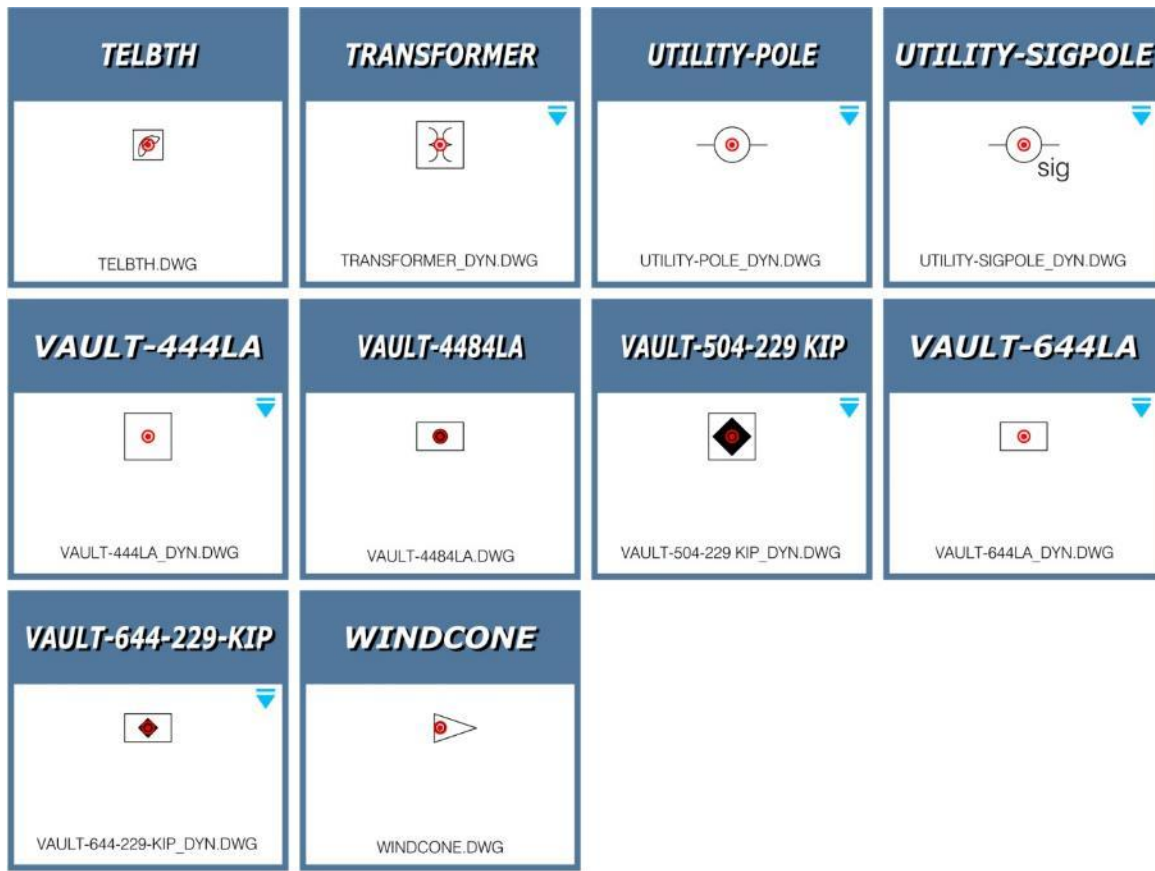 TELBTH
TRANSFORMER
UTILITY-POLE
UTILITY-SIGPOLE
sig
TELBTH.DWG
TRANSFORMER_DYN.DWG
UTILITY-POLE_DYN.DWG
UTILITY-SIGPOLE_DYN.DWG
VAULT-444LA
VAULT-4484LA
VAULT-504-229 KIP
VAULT-644LA
VAULT-444LA_DYN.DWG
VAULT-4484LA.DWG
VAULT-504-229 KIP_DYN.DWG
VAULT-644LA_DYN.DWG
VAULT-644-229-KIP
WINDCONE
VAULT-644-229-KIP_DYN.DWG
WINDCONE.DWG